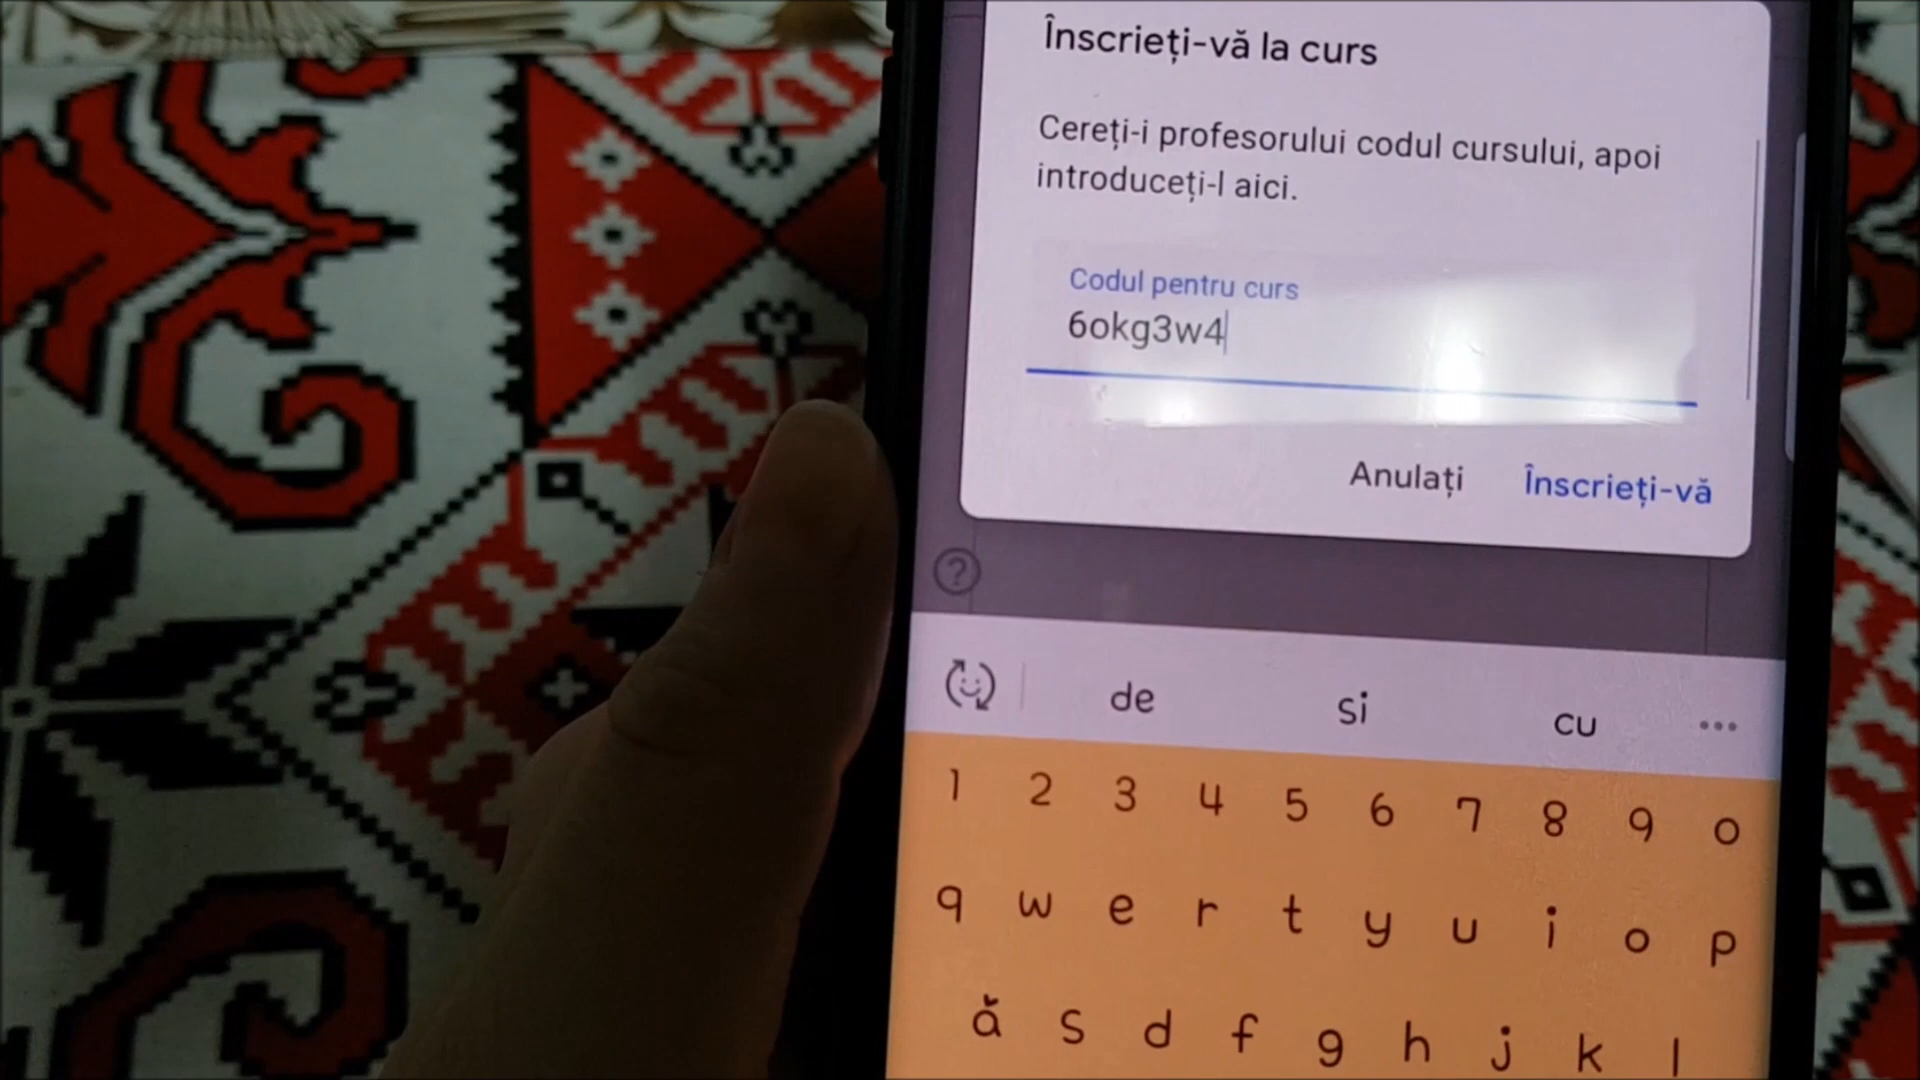 Înscrieți-vă la curs
Cereți-i profesorului codul cursului, apoi
introduceți-l aici.
Codul pentru curs
6okg3w4
Anulați Înscrieți-vă
?
de si cu ...
1 2 3 4 5 6 7 8 9 0
q w e r t y u i o p
ă s d f g h j k l